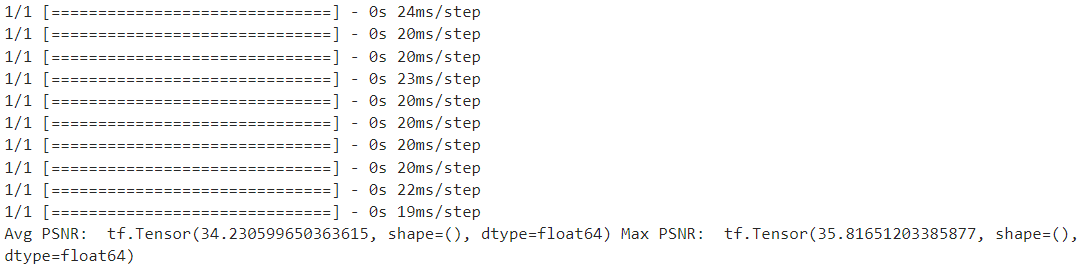 1/1 [==============================] - 0s 24ms/step
1/1 [==============================] - 0s 20ms/step
1/1 [==============================] - 0s 20ms/step
1/1 [==============================] - 0s 23ms/step
1/1 [==============================] - 0s 20ms/step
1/1 [==============================] - 0s 20ms/step
1/1 [==============================] - 0s 20ms/step
1/1 [==============================] - 0s 20ms/step
1/1 [==============================] - 0s 22ms/step
1/1 [==============================] - 0s 19ms/step
Avg PSNR:  tf.Tensor(34.230599650363615, shape=(), dtype=float64) Max PSNR:  tf.Tensor(35.81651203385877, shape=(),
dtype=float64)